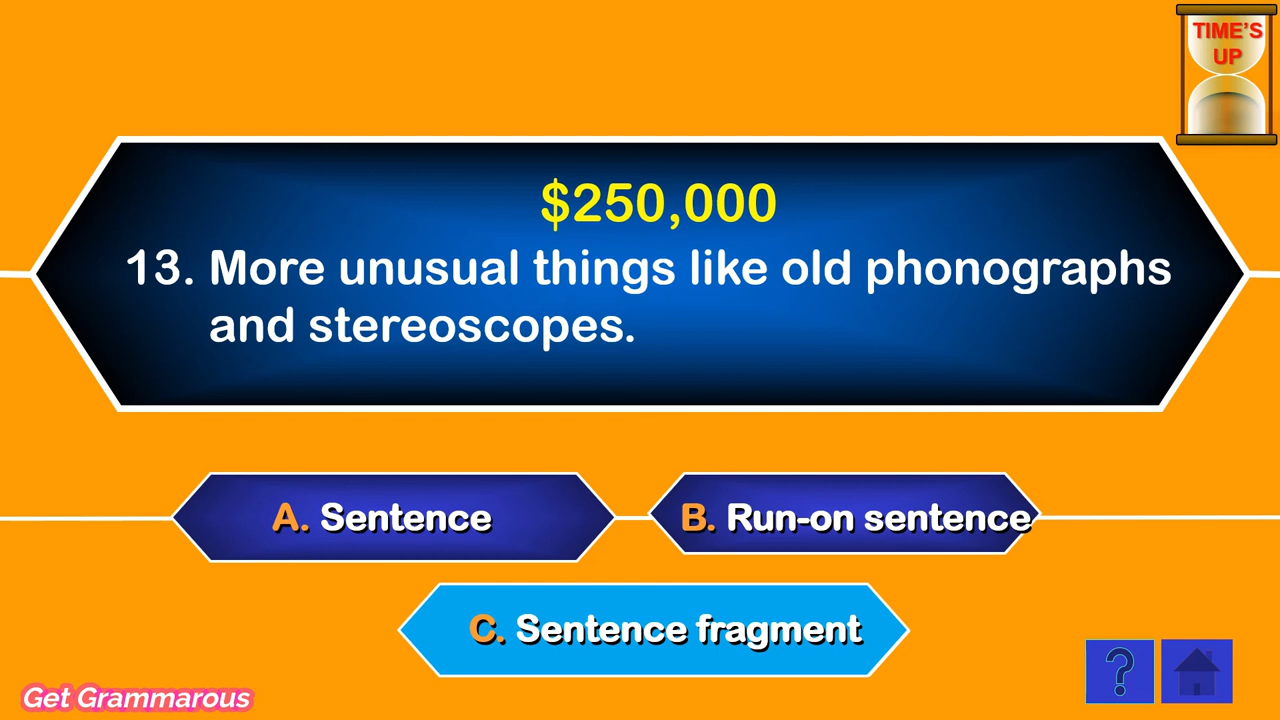 TIME'S
UP
$250,000
13. More unusual things like old phonographs
and stereoscopes.
A. Sentence
B. Run-on sentence
C. Sentence fragment
?
Get Grammarous